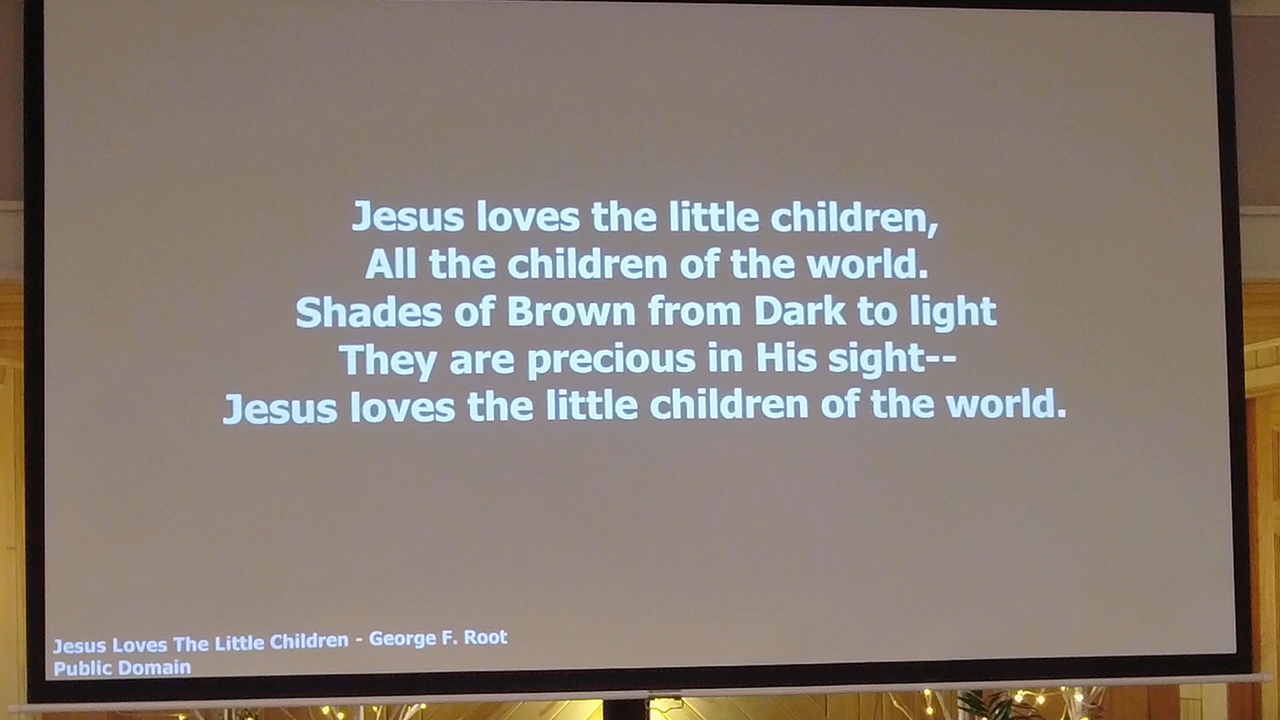 Jesus loves the little children,
All the children of the world.
Shades of Brown from Dark to light
They are precious in His sight--
Jesus loves the little children of the world.
Jesus Loves The Little Children - George F. Root
Public Domain